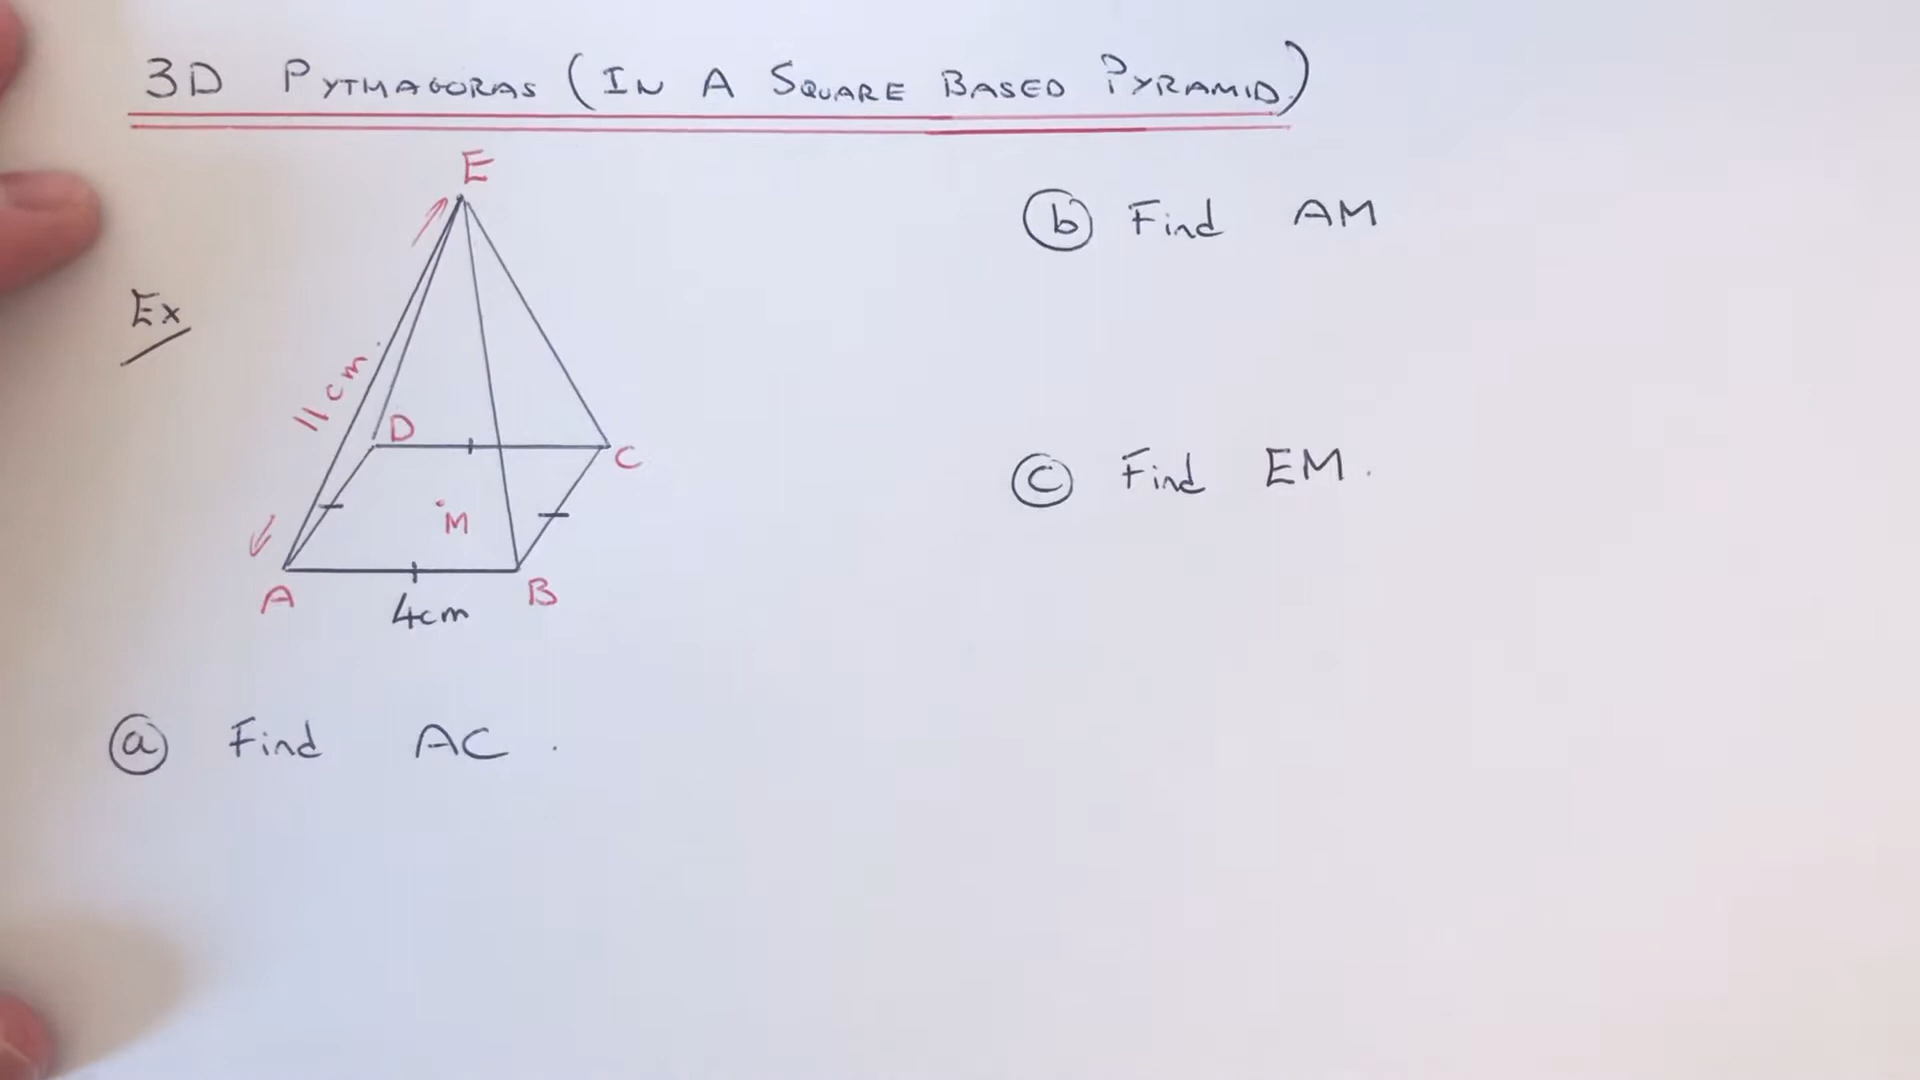 3D PYTHAGORAS (IN A SQUARE BASED PYRAMID)
E
Ex
11cm
D
C
M
A
B
4cm
ⓐ Find AC.
ⓑ Find AM
ⓒ Find EM.